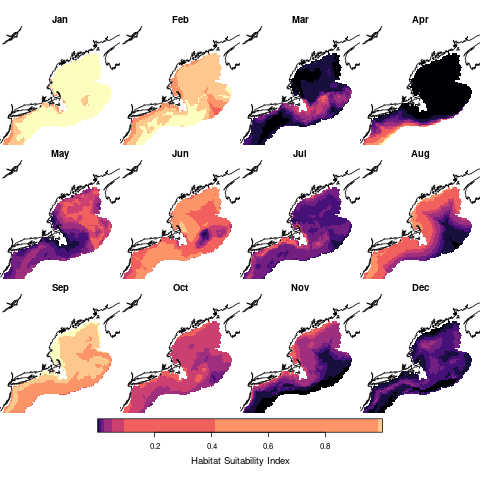 Jan Feb Mar Apr
May Jun Jul Aug
Sep Oct Nov Dec
0.2 0.4 0.6 0.8
Habitat Suitability Index